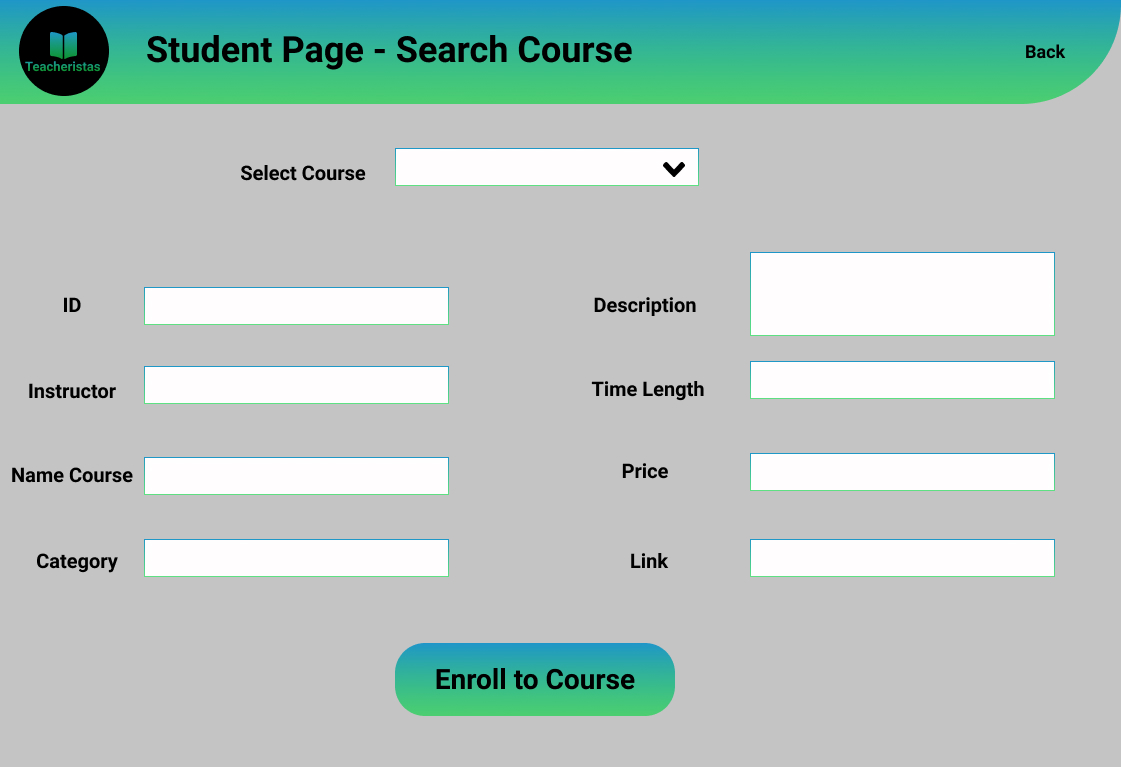 Teacheristas
Student Page - Search Course
Back
Select Course
ID
Description
Instructor
Time Length
Name Course
Price
Category
Link
Enroll to Course